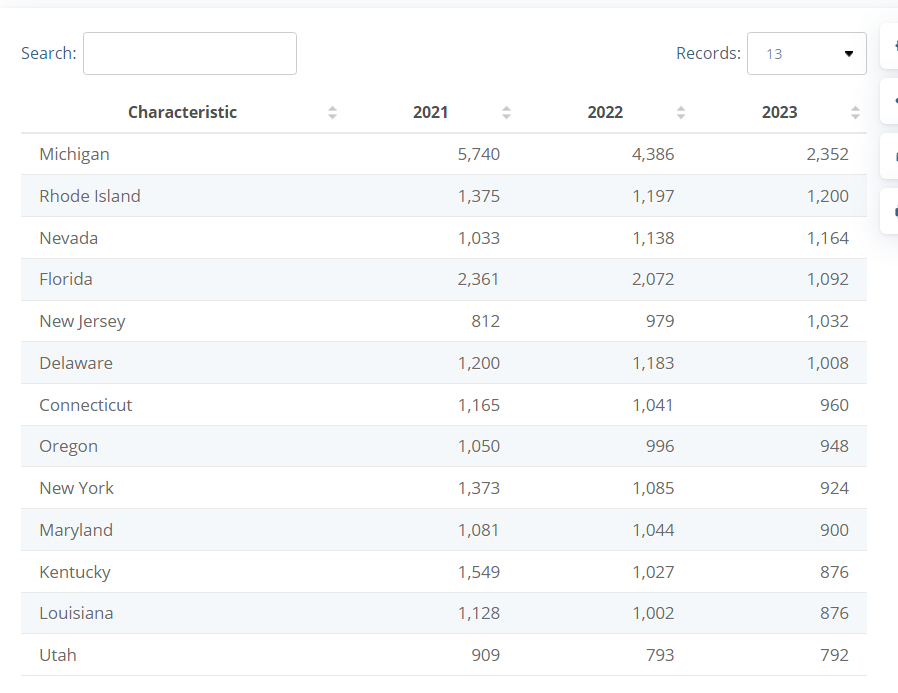 Search: Records: 13
Characteristic 2021 2022 2023
Michigan 5,740 4,386 2,352
Rhode Island 1,375 1,197 1,200
Nevada 1,033 1,138 1,164
Florida 2,361 2,072 1,092
New Jersey 812 979 1,032
Delaware 1,200 1,183 1,008
Connecticut 1,165 1,041 960
Oregon 1,050 996 948
New York 1,373 1,085 924
Maryland 1,081 1,044 900
Kentucky 1,549 1,027 876
Louisiana 1,128 1,002 876
Utah 909 793 792